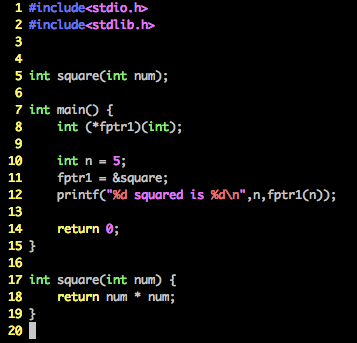 1 #include<stdio.h>
2 #include<stdlib.h>
3
4
5 int square(int num);
6
7 int main() {
8     int (*fptr1)(int);
9
10     int n = 5;
11     fptr1 = &square;
12     printf("%d squared is %d\n",n,fptr1(n));
13
14     return 0;
15 }
16
17 int square(int num) {
18     return num * num;
19 }
20